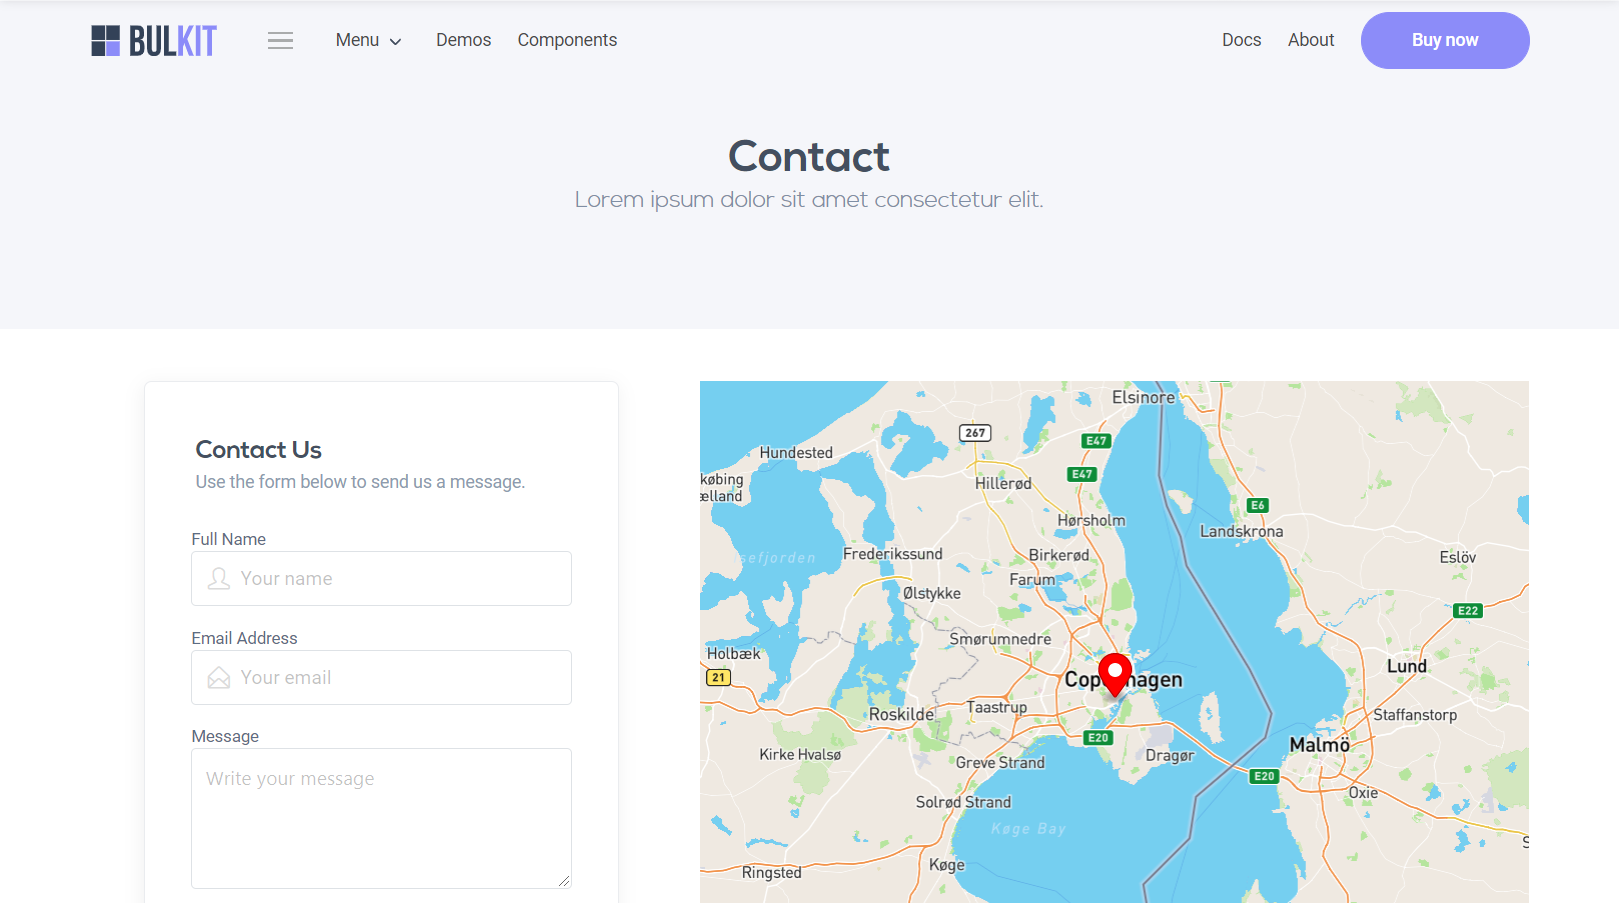 BULKIT
Menu
Demos
Components
Docs
About
Buy now
Contact
Lorem ipsum dolor sit amet consectetur elit.
Contact Us
Use the form below to send us a message.
Full Name
Your name
Email Address
Your email
Message
Write your message
Elsinore
267
E47
Hundested
E47
købing
Hillerød
ælland
E6
Hørsholm
Landskrona
Isefjorden
Frederikssund
Birkerød
Eslöv
Farum
Ølstykke
E22
Smørumnedre
Holbæk
Lund
21
Taastrup
Roskilde
Staffanstorp
E20
Malmö
Kirke Hvalsø
Dragør
Greve Strand
E20
Oxie
Solrød Strand
Køge Bay
Køge
Ringsted